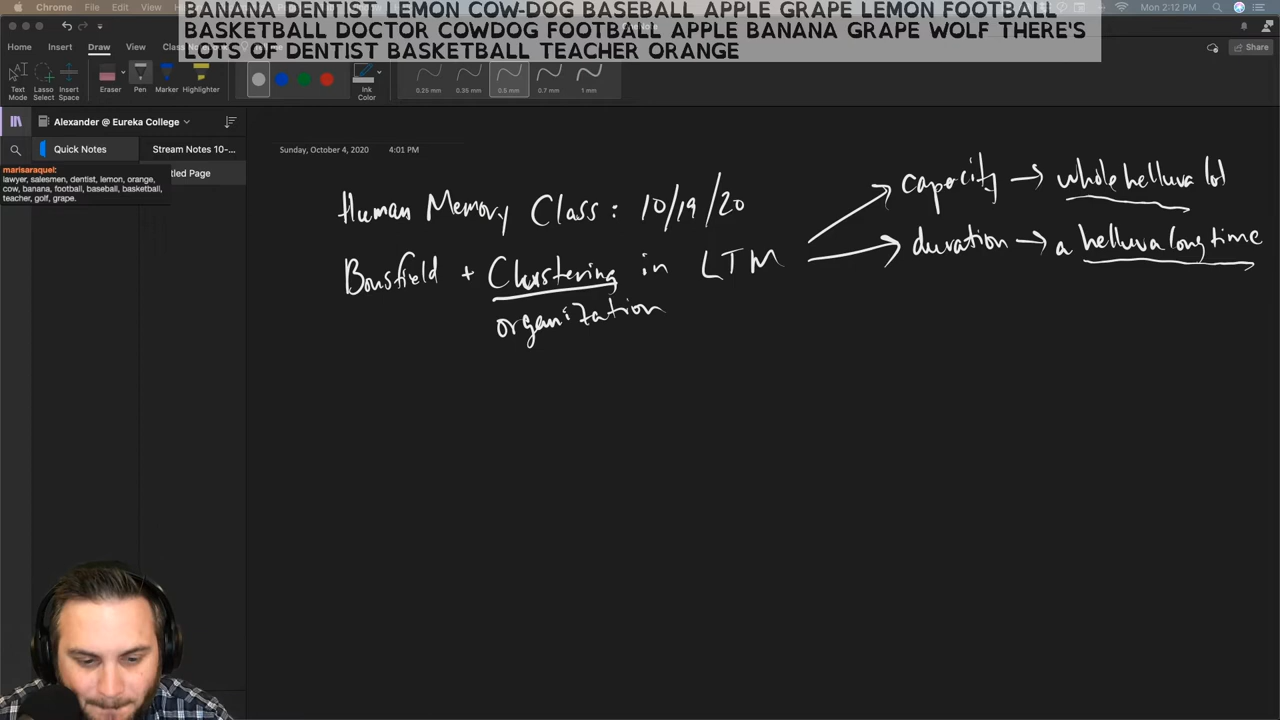 BANANA DENTIST LEMON COW-DOG BASEBALL APPLE GRAPE LEMON FOOTBALL
BASKETBALL DOCTOR COWDOG FOOTBALL APPLE BANANA GRAPE WOLF THERE'S
LOTS OF DENTIST BASKETBALL TEACHER ORANGE
Chrome File Edit View
Mon 2:12 PM
Home Insert Draw View Class
Share
Text Mode
Lasso Select
Insert Space
Eraser
Pen
Marker
Highlighter
Ink Color
0.25 mm 0.35 mm 0.5 mm 0.7 mm 1 mm
Alexander @ Eureka College
Quick Notes
Stream Notes 10-...
tled Page
marisaraquel:
lawyer, salesmen, dentist, lemon, orange,
cow, banana, football, baseball, basketball,
teacher, golf, grape.
Sunday, October 4, 2020 4:01 PM
Human Memory Class: 10/19/20
capacity → whole helluva lot
Bousfield + Clustering in LTM
duration → a helluva long time
organization